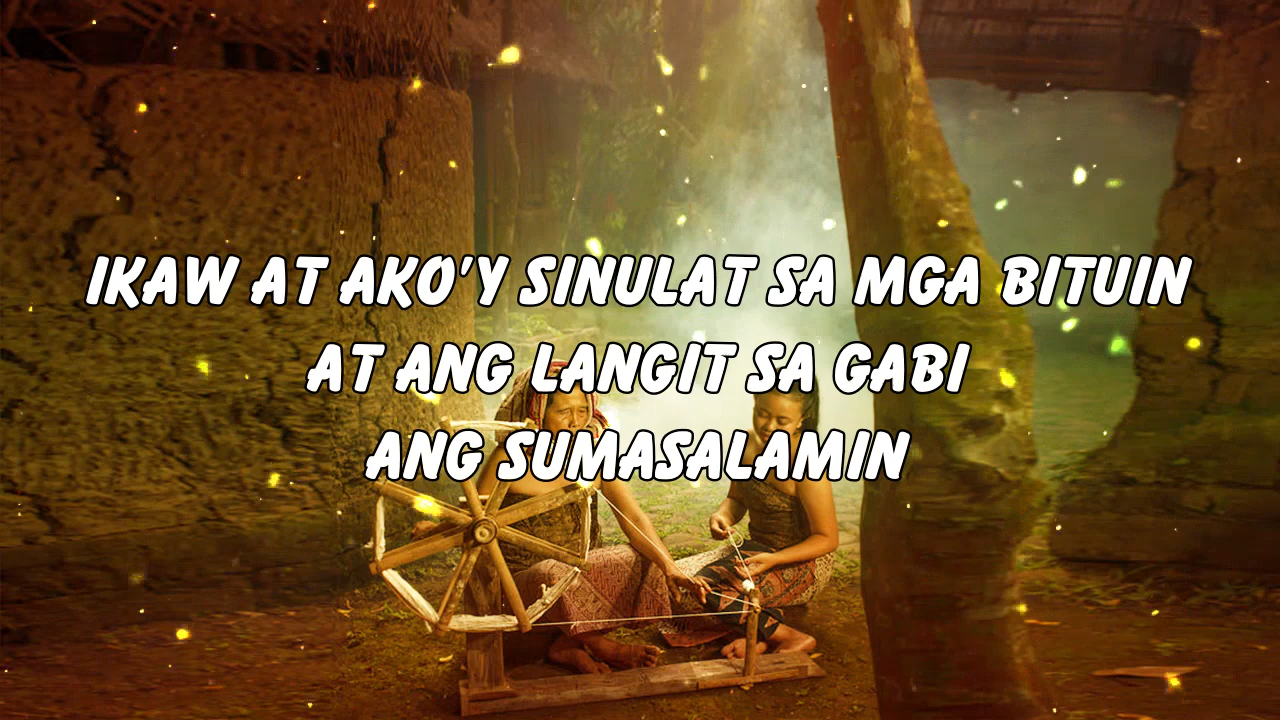 IKAW AT AKO'Y SINULAT SA MGA BITUIN
AT ANG LANGIT SA GABI
ANG SUMASALAMIN